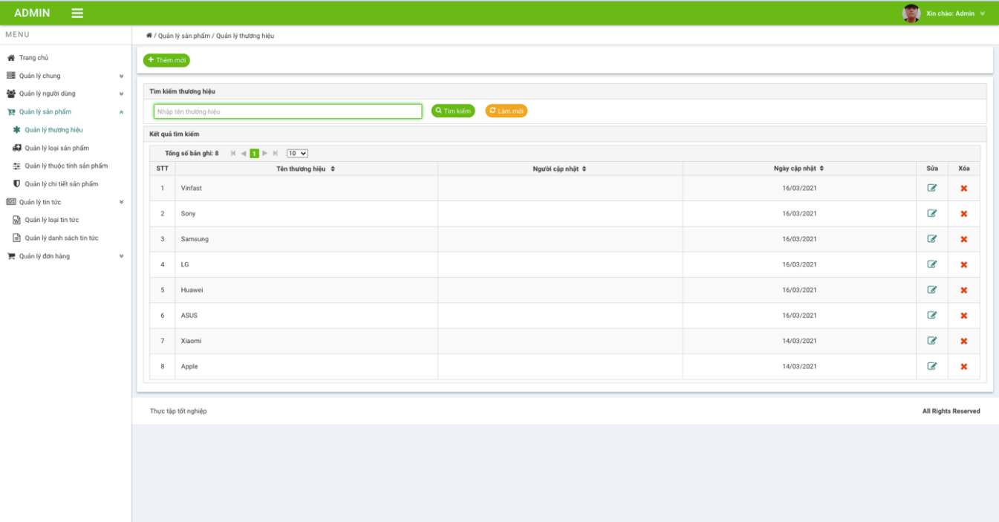 ADMIN
Xin chào: Admin
MENU
/ Quản lý sản phẩm / Quản lý thương hiệu
Trang chủ
Quản lý chung
Quản lý người dùng
Quản lý sản phẩm
Quản lý thương hiệu
Quản lý loại sản phẩm
Quản lý thuộc tính sản phẩm
Quản lý chi tiết sản phẩm
Quản lý tin tức
Quản lý loại tin tức
Quản lý danh sách tin tức
Quản lý đơn hàng
+ Thêm mới
Tìm kiếm thương hiệu
Nhập tên thương hiệu
Tìm kiếm
Làm mới
Kết quả tìm kiếm
Tổng số bản ghi: 8
1
10
STT Tên thương hiệu Người cập nhật Ngày cập nhật Sửa Xóa
1 Vinfast 16/03/2021
2 Sony 16/03/2021
3 Samsung 16/03/2021
4 LG 16/03/2021
5 Huawei 16/03/2021
6 ASUS 16/03/2021
7 Xiaomi 14/03/2021
8 Apple 14/03/2021
Thực tập tốt nghiệp
All Rights Reserved